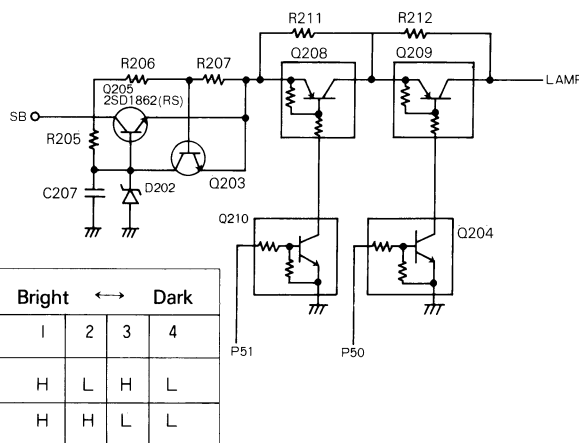 R211
R212
Q208
Q209
R206
R207
Q205
2SD1862(RS)
LAMP
SB
R205
C207
D202
Q203
Q210
Q204
P51
P50
Bright ↔ Dark
1 2 3 4
H L H L
H H L L